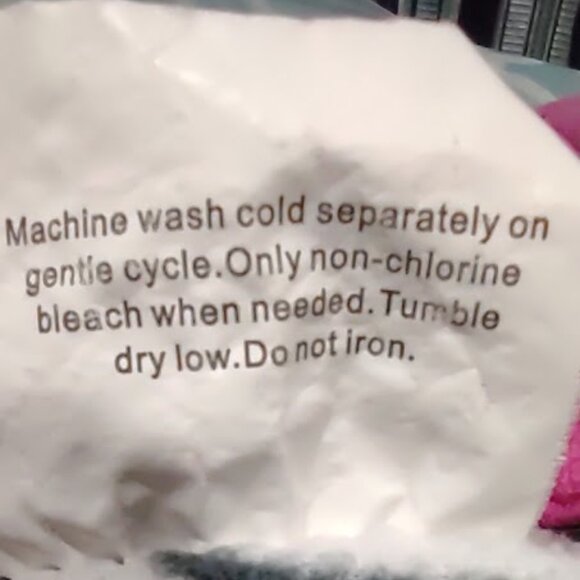 Machine wash cold separately on
gentle cycle.Only non-chlorine
bleach when needed.Tumble
dry low.Do not iron.